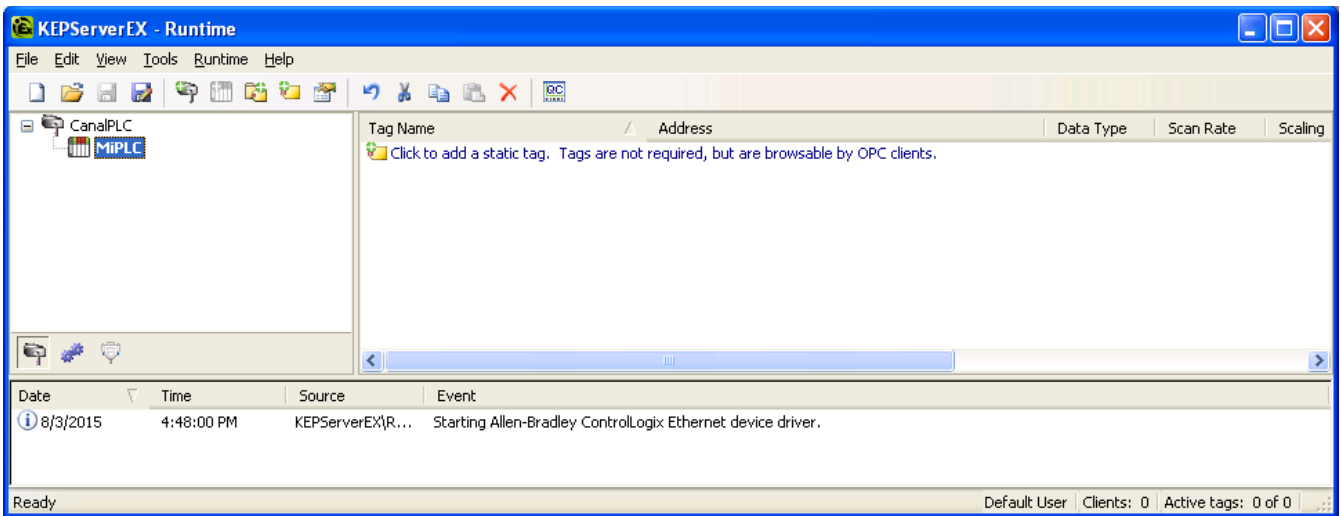 KEPServerEX - Runtime
File Edit View Tools Runtime Help
CanalPLC
MiPLC
Tag Name Address Data Type Scan Rate Scaling
Click to add a static tag. Tags are not required, but are browsable by OPC clients.
Date Time Source Event
8/3/2015 4:48:00 PM KEPServerEX\R... Starting Allen-Bradley ControlLogix Ethernet device driver.
Ready Default User Clients: 0 Active tags: 0 of 0